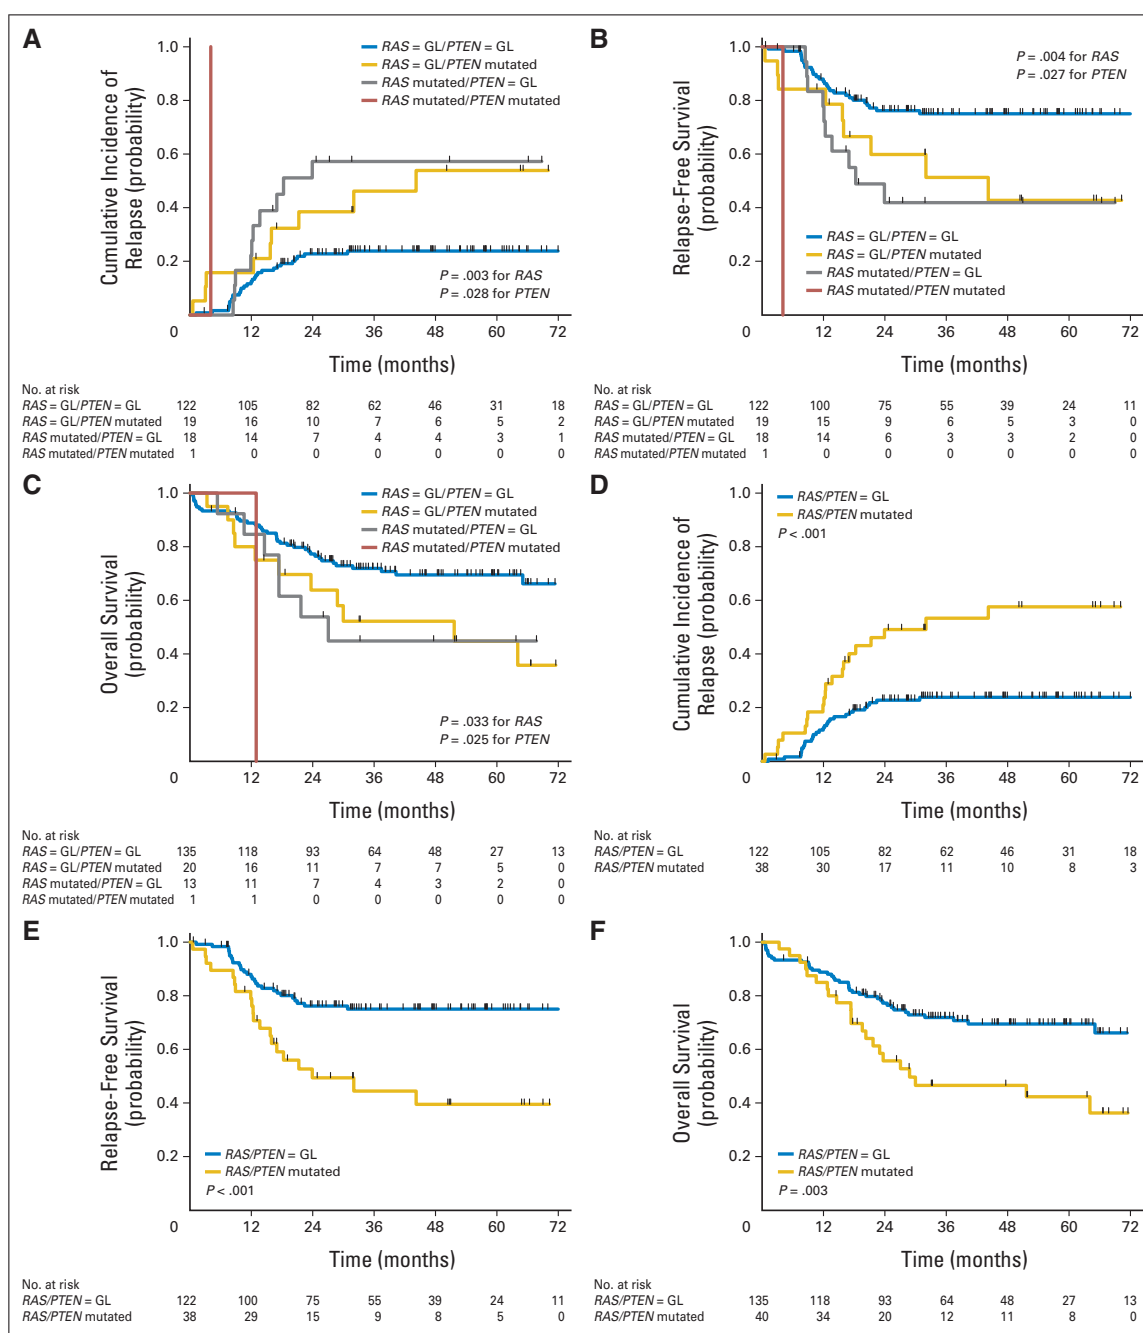 A
Cumulative Incidence of
Relapse (probability)
1.0
0.8
0.6
0.4
0.2
0
12
24
36
48
60
72
RAS = GL/PTEN = GL
RAS = GL/PTEN mutated
RAS mutated/PTEN = GL
RAS mutated/PTEN mutated
P = .003 for RAS
P = .028 for PTEN
Time (months)
No. at risk
RAS = GL/PTEN = GL 122 105 82 62 46 31 18
RAS = GL/PTEN mutated 19 16 10 7 6 5 2
RAS mutated/PTEN = GL 18 14 7 4 4 3 1
RAS mutated/PTEN mutated 1 0 0 0 0 0 0
B
Relapse-Free Survival
(probability)
1.0
0.8
0.6
0.4
0.2
0
12
24
36
48
60
72
P = .004 for RAS
P = .027 for PTEN
RAS = GL/PTEN = GL
RAS = GL/PTEN mutated
RAS mutated/PTEN = GL
RAS mutated/PTEN mutated
Time (months)
No. at risk
RAS = GL/PTEN = GL 122 100 75 55 39 24 11
RAS = GL/PTEN mutated 19 15 9 6 5 3 0
RAS mutated/PTEN = GL 18 14 6 3 3 2 0
RAS mutated/PTEN mutated 1 0 0 0 0 0 0
C
Overall Survival
(probability)
1.0
0.8
0.6
0.4
0.2
0
12
24
36
48
60
72
RAS = GL/PTEN = GL
RAS = GL/PTEN mutated
RAS mutated/PTEN = GL
RAS mutated/PTEN mutated
P = .033 for RAS
P = .025 for PTEN
Time (months)
No. at risk
RAS = GL/PTEN = GL 135 118 93 64 48 27 13
RAS = GL/PTEN mutated 20 16 11 7 7 5 0
RAS mutated/PTEN = GL 13 11 7 4 3 2 0
RAS mutated/PTEN mutated 1 1 0 0 0 0 0
D
Cumulative Incidence of
Relapse (probability)
1.0
0.8
0.6
0.4
0.2
0
12
24
36
48
60
72
RAS/PTEN = GL
RAS/PTEN mutated
P < .001
Time (months)
No. at risk
RAS/PTEN = GL 122 105 82 62 46 31 18
RAS/PTEN mutated 38 30 17 11 10 8 3
E
Relapse-Free Survival
(probability)
1.0
0.8
0.6
0.4
0.2
0
12
24
36
48
60
72
RAS/PTEN = GL
RAS/PTEN mutated
P < .001
Time (months)
No. at risk
RAS/PTEN = GL 122 100 75 55 39 24 11
RAS/PTEN mutated 38 29 15 9 8 5 0
F
Overall Survival
(probability)
1.0
0.8
0.6
0.4
0.2
0
12
24
36
48
60
72
RAS/PTEN = GL
RAS/PTEN mutated
P = .003
Time (months)
No. at risk
RAS/PTEN = GL 135 118 93 64 48 27 13
RAS/PTEN mutated 40 34 20 12 11 8 0